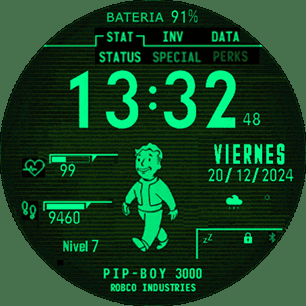 BATERIA 91%
STAT INV DATA
STATUS SPECIAL PERKS
13:32 48
VIERNES
20/12/2024
99
9460
Nivel 7
zZ
PIP-BOY 3000
ROBCO INDUSTRIES